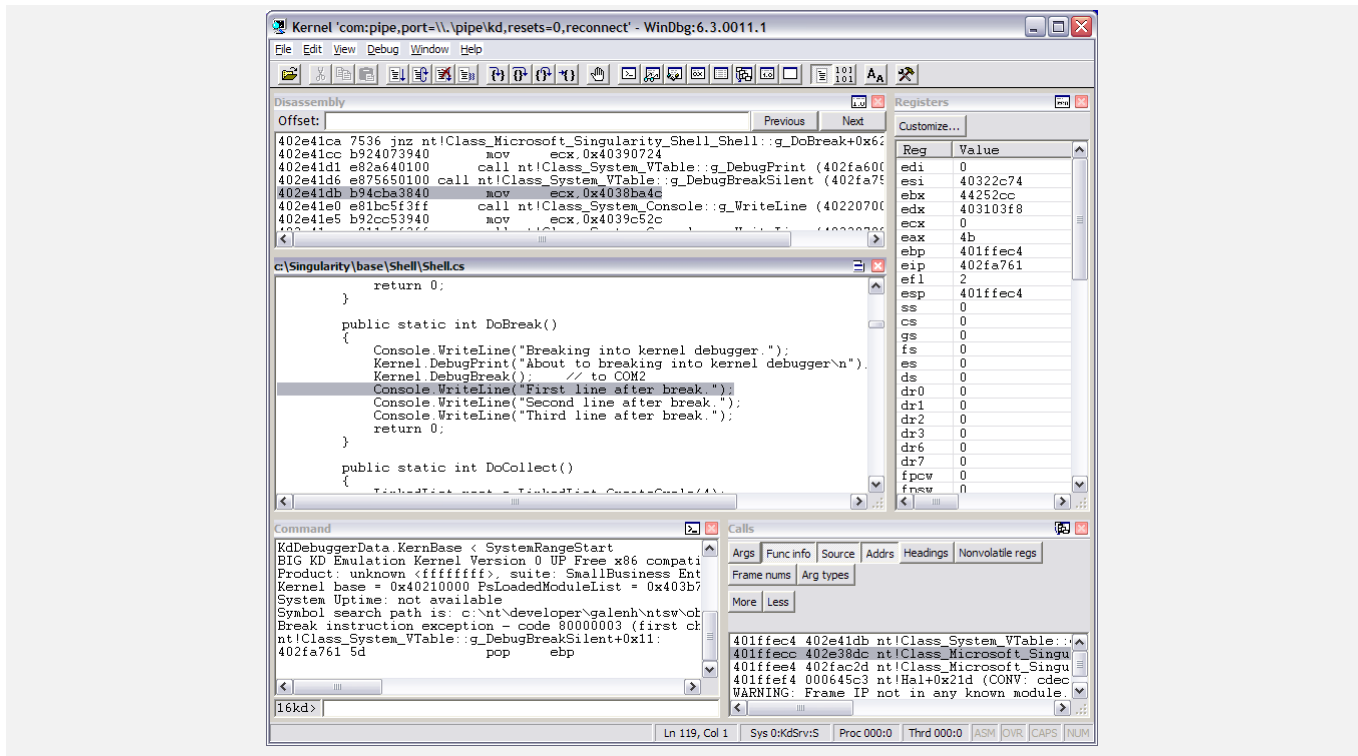 Kernel 'com:pipe,port=\\.\pipe\kd,resets=0,reconnect' - WinDbg:6.3.0011.1
File Edit View Debug Window Help
Disassembly
Offset:
Previous Next
402e41ca 7536 jnz nt!Class_Microsoft_Singularity_Shell_Shell::g_DoBreak+0x62
402e41cc b924073940 mov ecx,0x40390724
402e41d1 e82a640100 call nt!Class_System_VTable::g_DebugPrint (402fa600
402e41d6 e875650100 call nt!Class_System_VTable::g_DebugBreakSilent (402fa75
402e41db b94cba3840 mov ecx,0x4038ba4c
402e41e0 e81bc5f3ff call nt!Class_System_Console::g_WriteLine (40220700
402e41e5 b92cc53940 mov ecx,0x4039c52c
c:\Singularity\base\Shell\Shell.cs
return 0;
}
public static int DoBreak()
{
Console.WriteLine("Breaking into kernel debugger.");
Kernel.DebugPrint("About to breaking into kernel debugger\n").
Kernel.DebugBreak(); // to COM2
Console.WriteLine("First line after break.");
Console.WriteLine("Second line after break.");
Console.WriteLine("Third line after break.");
return 0;
}
public static int DoCollect()
{
Registers
Customize...
Reg Value
edi 0
esi 40322c74
ebx 44252cc
edx 403103f8
ecx 0
eax 4b
ebp 401ffec4
eip 402fa761
efl 2
esp 401ffec4
ss 0
cs 0
gs 0
fs 0
es 0
ds 0
dr0 0
dr1 0
dr2 0
dr3 0
dr6 0
dr7 0
fpcw 0
fpsw 0
Command
KdDebuggerData.KernBase < SystemRangeStart
BIG KD Emulation Kernel Version 0 UP Free x86 compati
Product: unknown <ffffffff>, suite: SmallBusiness Ent
Kernel base = 0x40210000 PsLoadedModuleList = 0x403b7
System Uptime: not available
Symbol search path is: c:\nt\developer\galenh\ntsw\ob
Break instruction exception - code 80000003 (first ch
nt!Class_System_VTable::g_DebugBreakSilent+0x11:
402fa761 5d pop ebp
16kd>
Calls
Args Func info Source Addrs Headings Nonvolatile regs
Frame nums Arg types
More Less
401ffec4 402e41db nt!Class_System_VTable::
401ffecc 402e38dc nt!Class_Microsoft_Singu
401ffee4 402fac2d nt!Class_Microsoft_Singu
401ffef4 000645c3 nt!Hal+0x21d (CONV: cdec
WARNING: Frame IP not in any known module.
Ln 119, Col 1 Sys 0:KdSrv:S Proc 000:0 Thrd 000:0 ASM OVR CAPS NUM